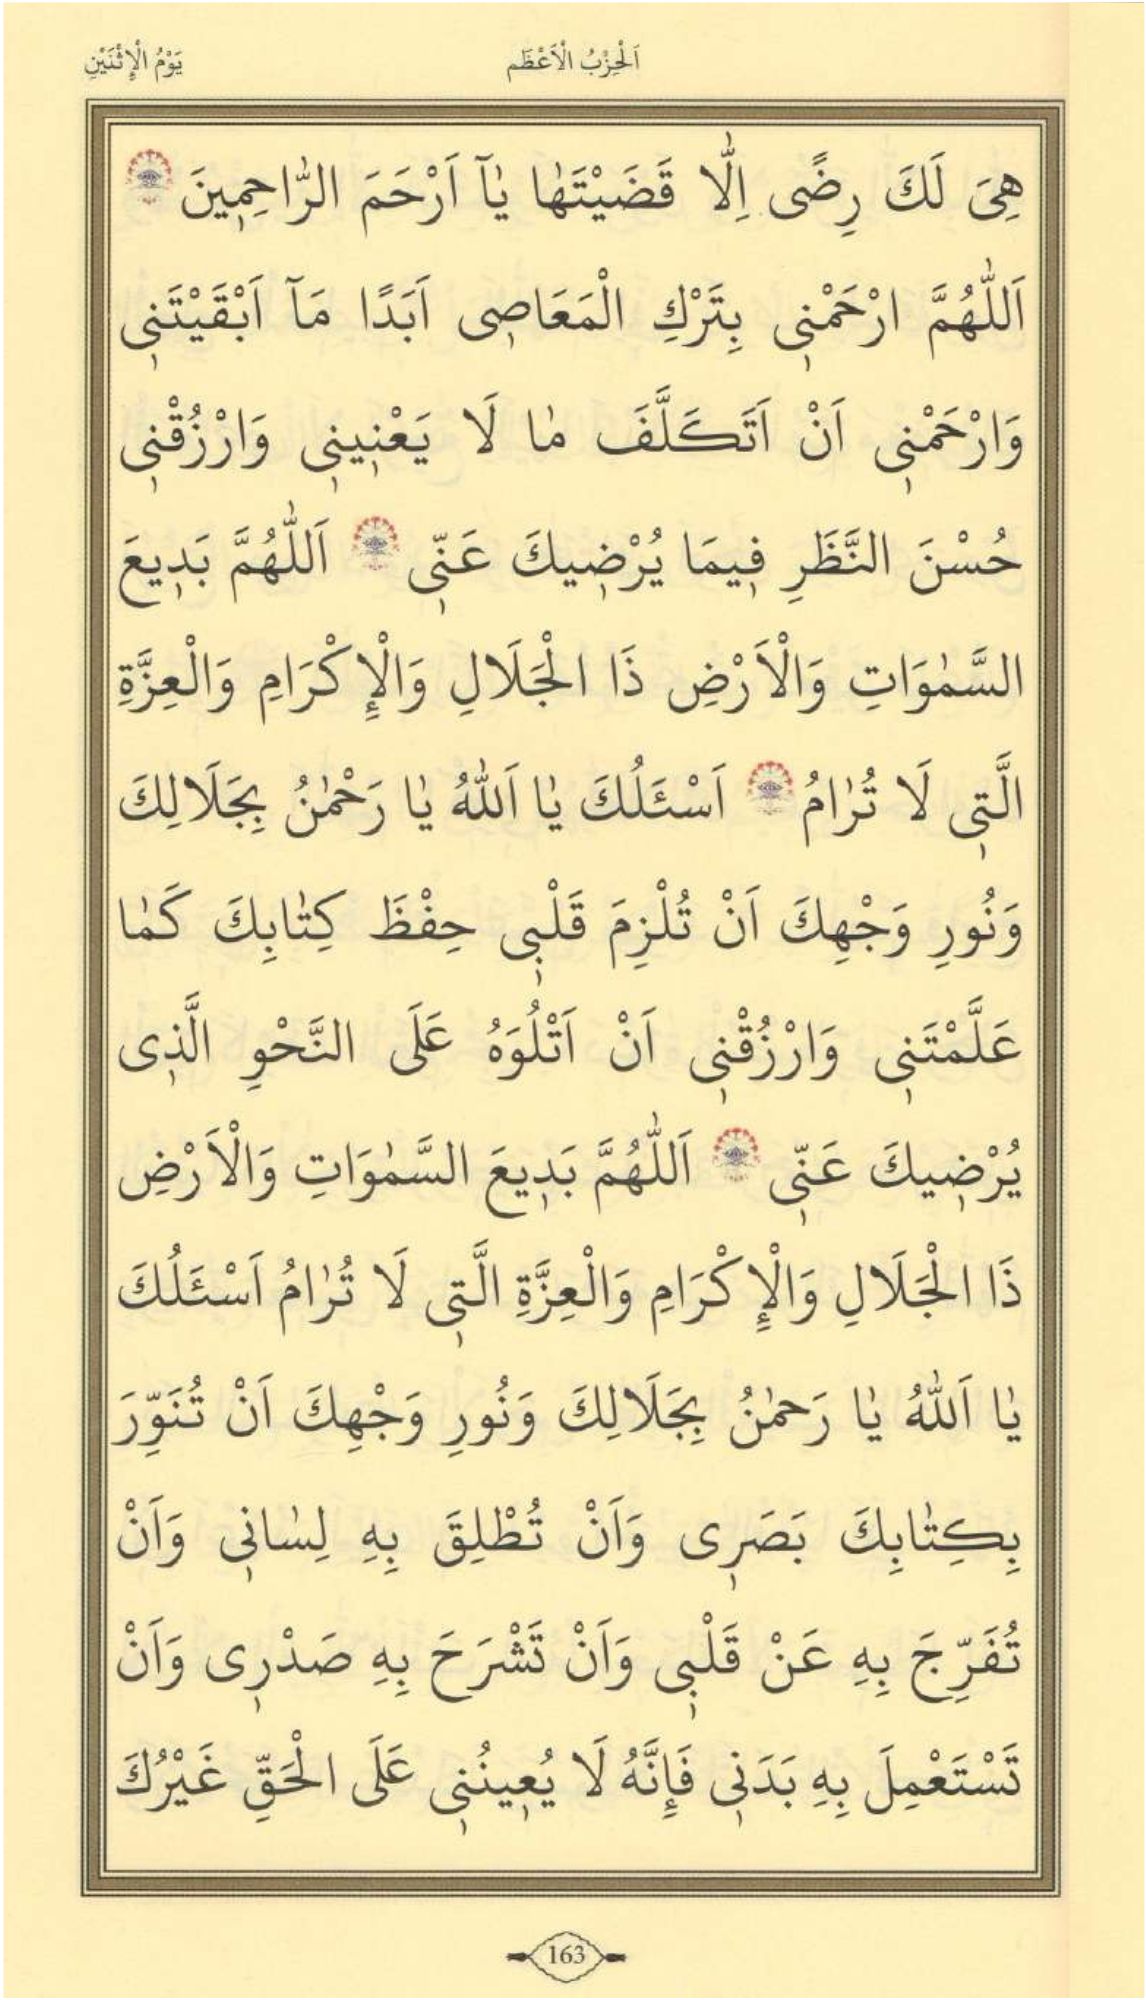 اَلْحِزْبُ الْاَعْظَم
يَوْمُ الْإِثْنَيْنِ
هِيَ لَكَ رِضًى اِلَّا قَضَيْتَهٰا يٰآ اَرْحَمَ الرّٰاحِمِينَ
اَللّٰهُمَّ ارْحَمْنٖى بِتَرْكِ الْمَعَاصٖى اَبَدًا مَآ اَبْقَيْتَنٖى
وَارْحَمْنٖى اَنْ اَتَكَلَّفَ مٰا لَا يَعْنٖينٖى وَارْزُقْنٖى
حُسْنَ النَّظَرِ فٖيمَا يُرْضٖيكَ عَنّٖى اَللّٰهُمَّ بَدٖيعَ
السَّمٰوَاتِ وَالْاَرْضِ ذَا الْجَلَالِ وَالْإِكْرَامِ وَالْعِزَّةِ
الَّتٖى لَا تُرٰامُ اَسْئَلُكَ يٰا اَللّٰهُ يٰا رَحْمٰنُ بِجَلَالِكَ
وَنُورِ وَجْهِكَ اَنْ تُلْزِمَ قَلْبٖى حِفْظَ كِتٰابِكَ كَمٰا
عَلَّمْتَنٖى وَارْزُقْنٖى اَنْ اَتْلُوَهُ عَلَى النَّحْوِ الَّذٖى
يُرْضٖيكَ عَنّٖى اَللّٰهُمَّ بَدٖيعَ السَّمٰوَاتِ وَالْاَرْضِ
ذَا الْجَلَالِ وَالْإِكْرَامِ وَالْعِزَّةِ الَّتٖى لَا تُرٰامُ اَسْئَلُكَ
يٰا اَللّٰهُ يٰا رَحمٰنُ بِجَلَالِكَ وَنُورِ وَجْهِكَ اَنْ تُنَوِّرَ
بِكِتٰابِكَ بَصَرٖى وَاَنْ تُطْلِقَ بِهِ لِسٰانٖى وَاَنْ
تُفَرِّجَ بِهِ عَنْ قَلْبٖى وَاَنْ تَشْرَحَ بِهِ صَدْرٖى وَاَنْ
تَسْتَعْمِلَ بِهِ بَدَنٖى فَإِنَّهُ لَا يُعٖينُنٖى عَلَى الْحَقِّ غَيْرُكَ
163